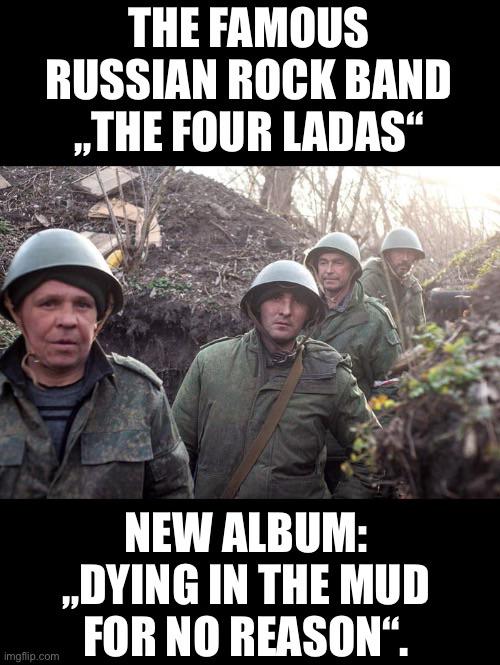 THE FAMOUS
RUSSIAN ROCK BAND
„THE FOUR LADAS“
NEW ALBUM:
„DYING IN THE MUD
FOR NO REASON“.
imgflip.com